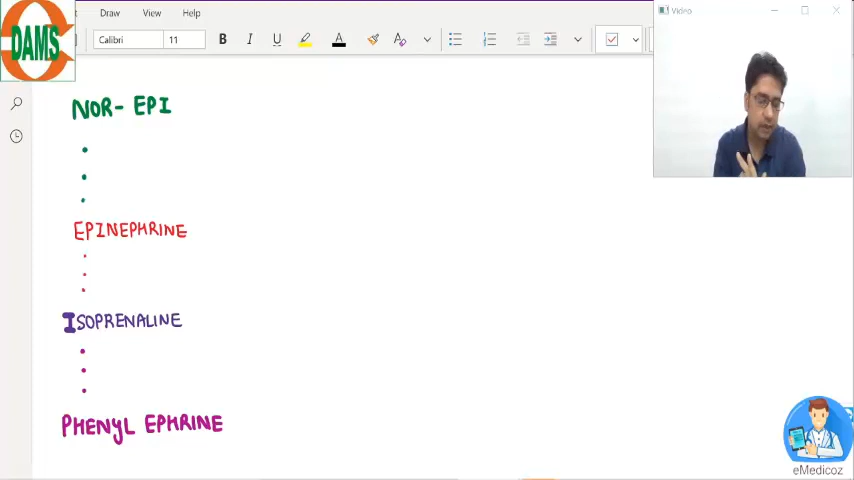 DAMS
Draw View Help
Video
Calibri 11 B I U A A
NOR- EPI
EPINEPHRINE
ISOPRENALINE
PHENYL EPHRINE
eMedicoz